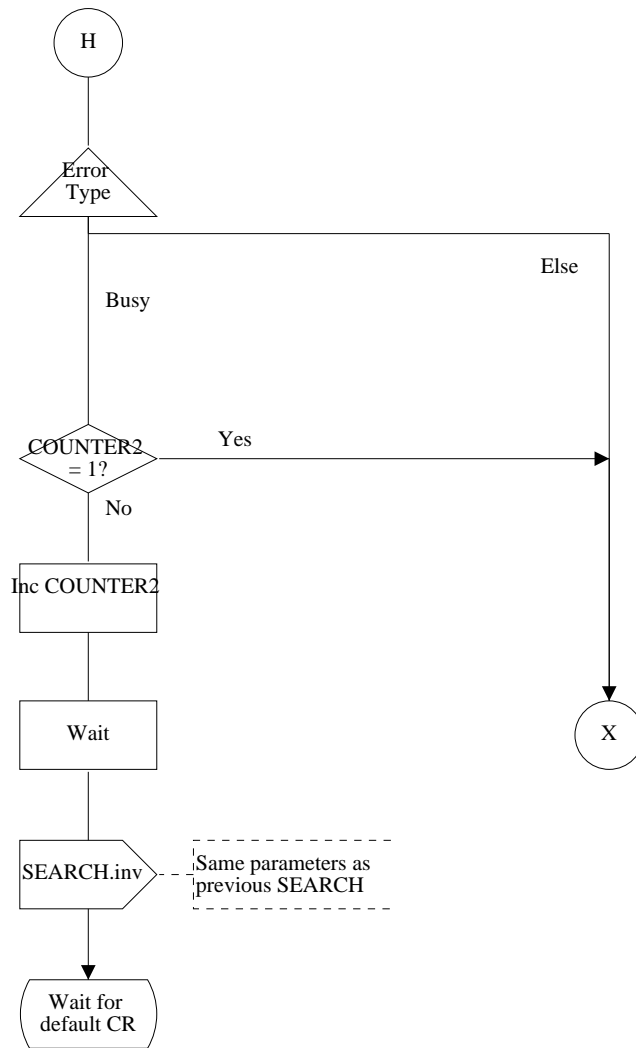 H
Error
Type
Else
Busy
COUNTER2
= 1?
Yes
No
Inc COUNTER2
Wait
X
SEARCH.inv
Same parameters as
previous SEARCH
Wait for
default CR